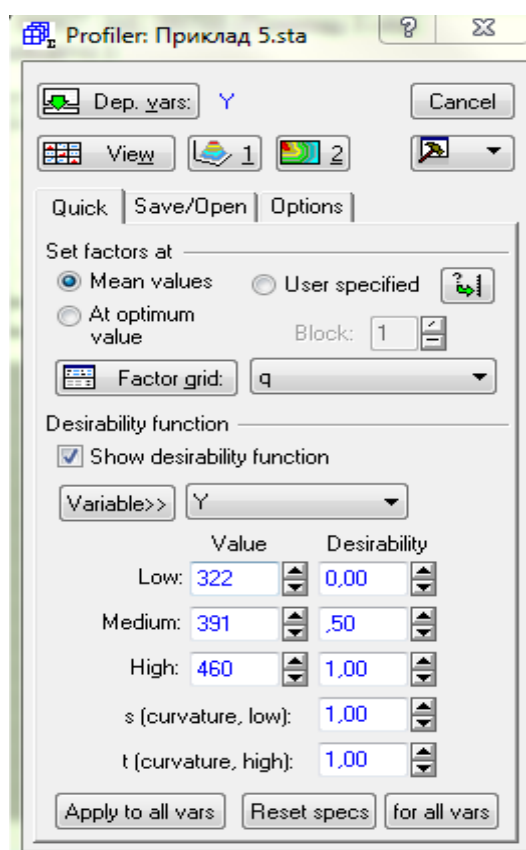 Profiler: Приклад 5.sta
Dep. vars: Y Cancel
View 1 2
Quick Save/Open Options
Set factors at
Mean values User specified
At optimum value
Block: 1
Factor grid: q
Desirability function
Show desirability function
Variable>> Y
Value Desirability
Low: 322 0,00
Medium: 391 ,50
High: 460 1,00
s (curvature, low): 1,00
t (curvature, high): 1,00
Apply to all vars Reset specs for all vars